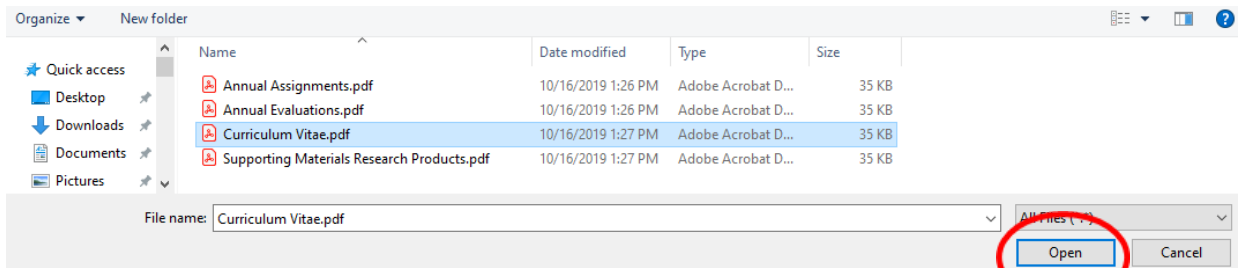 Organize New folder ?
Name Date modified Type Size
Quick access
Desktop Annual Assignments.pdf 10/16/2019 1:26 PM Adobe Acrobat D... 35 KB
Annual Evaluations.pdf 10/16/2019 1:26 PM Adobe Acrobat D... 35 KB
Downloads Curriculum Vitae.pdf 10/16/2019 1:27 PM Adobe Acrobat D... 35 KB
Documents Supporting Materials Research Products.pdf 10/16/2019 1:27 PM Adobe Acrobat D... 35 KB
Pictures
File name: Curriculum Vitae.pdf All Files (*.*)
Open Cancel